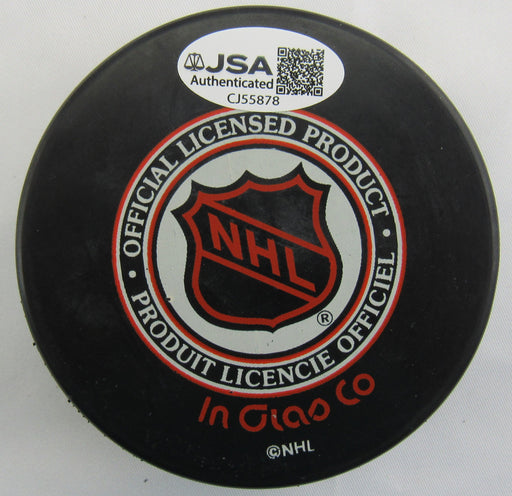 JSA
Authenticated
CJ55878
• OFFICIAL LICENSED PRODUCT •
NHL
®
PRODUIT LICENCIE OFFICIEL
In Glas Co
©NHL